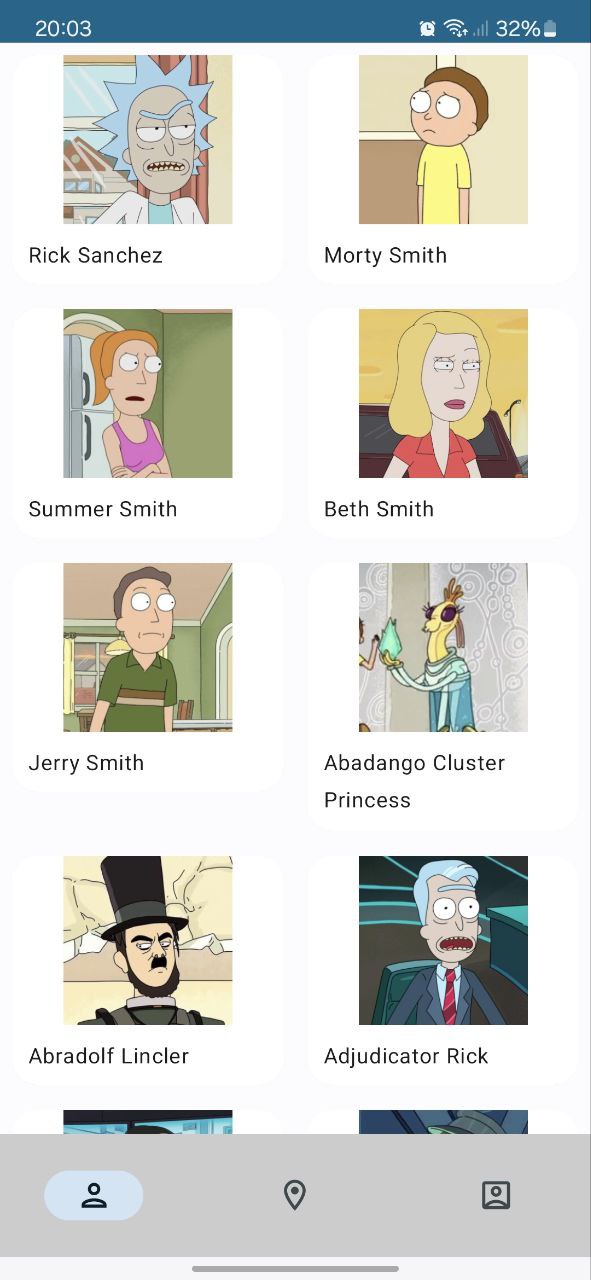 20:03 32%
Rick Sanchez
Morty Smith
Summer Smith
Beth Smith
Jerry Smith
Abadango Cluster
Princess
Abradolf Lincler
Adjudicator Rick